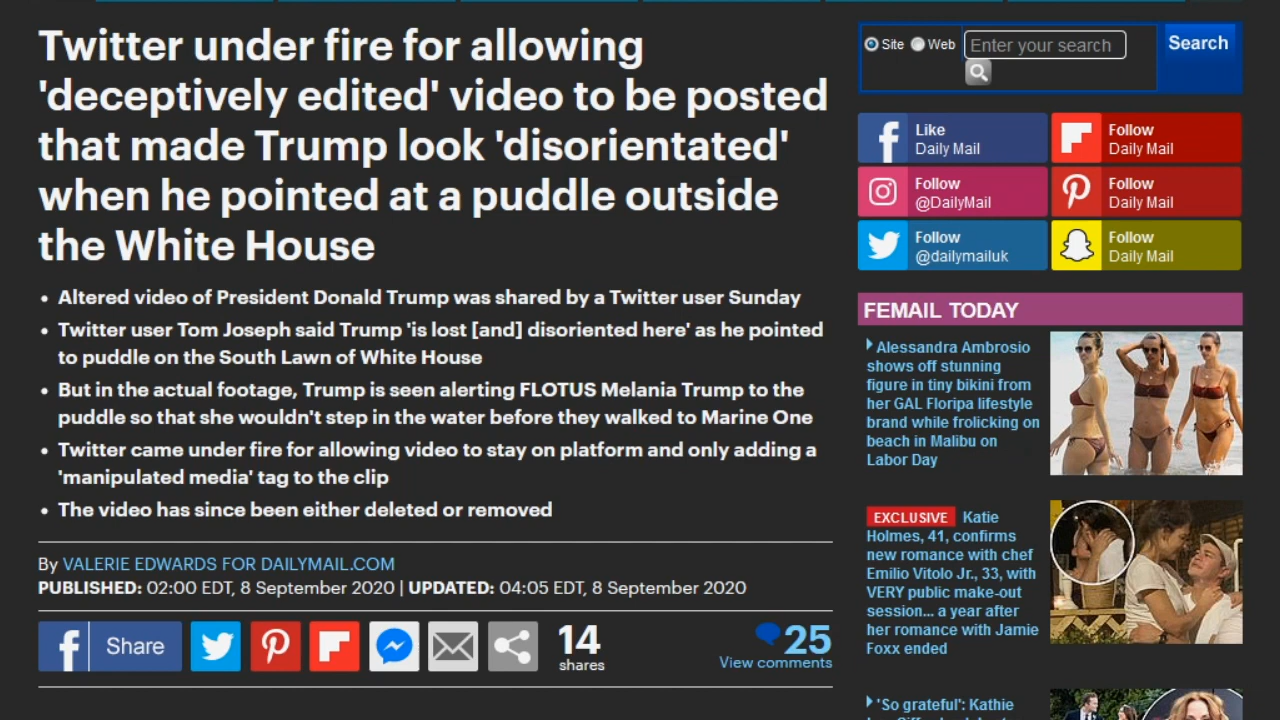 Twitter under fire for allowing
'deceptively edited' video to be posted
that made Trump look 'disorientated'
when he pointed at a puddle outside
the White House
• Altered video of President Donald Trump was shared by a Twitter user Sunday
• Twitter user Tom Joseph said Trump 'is lost [and] disoriented here' as he pointed
to puddle on the South Lawn of White House
• But in the actual footage, Trump is seen alerting FLOTUS Melania Trump to the
puddle so that she wouldn't step in the water before they walked to Marine One
• Twitter came under fire for allowing video to stay on platform and only adding a
'manipulated media' tag to the clip
• The video has since been either deleted or removed
By VALERIE EDWARDS FOR DAILYMAIL.COM
PUBLISHED: 02:00 EDT, 8 September 2020 | UPDATED: 04:05 EDT, 8 September 2020
Share
14
shares
25
View comments
Site Web Enter your search Search
Like
Daily Mail
Follow
Daily Mail
Follow
@DailyMail
Follow
Daily Mail
Follow
@dailymailuk
Follow
Daily Mail
FEMAIL TODAY
Alessandra Ambrosio
shows off stunning
figure in tiny bikini from
her GAL Floripa lifestyle
brand while frolicking on
beach in Malibu on
Labor Day
EXCLUSIVE Katie
Holmes, 41, confirms
new romance with chef
Emilio Vitolo Jr., 33, with
VERY public make-out
session... a year after
her romance with Jamie
Foxx ended
'So grateful': Kathie